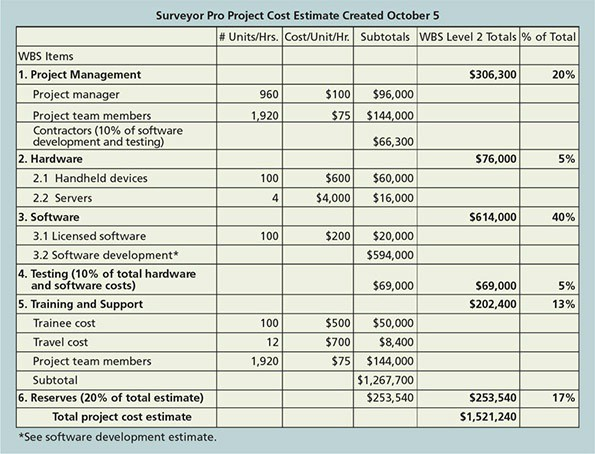 Surveyor Pro Project Cost Estimate Created October 5
# Units/Hrs. Cost/Unit/Hr. Subtotals WBS Level 2 Totals % of Total
WBS Items
1. Project Management $306,300 20%
Project manager 960 $100 $96,000
Project team members 1,920 $75 $144,000
Contractors (10% of software
development and testing) $66,300
2. Hardware $76,000 5%
2.1 Handheld devices 100 $600 $60,000
2.2 Servers 4 $4,000 $16,000
3. Software $614,000 40%
3.1 Licensed software 100 $200 $20,000
3.2 Software development* $594,000
4. Testing (10% of total hardware
and software costs) $69,000 $69,000 5%
5. Training and Support $202,400 13%
Trainee cost 100 $500 $50,000
Travel cost 12 $700 $8,400
Project team members 1,920 $75 $144,000
Subtotal $1,267,700
6. Reserves (20% of total estimate) $253,540 $253,540 17%
Total project cost estimate $1,521,240
*See software development estimate.